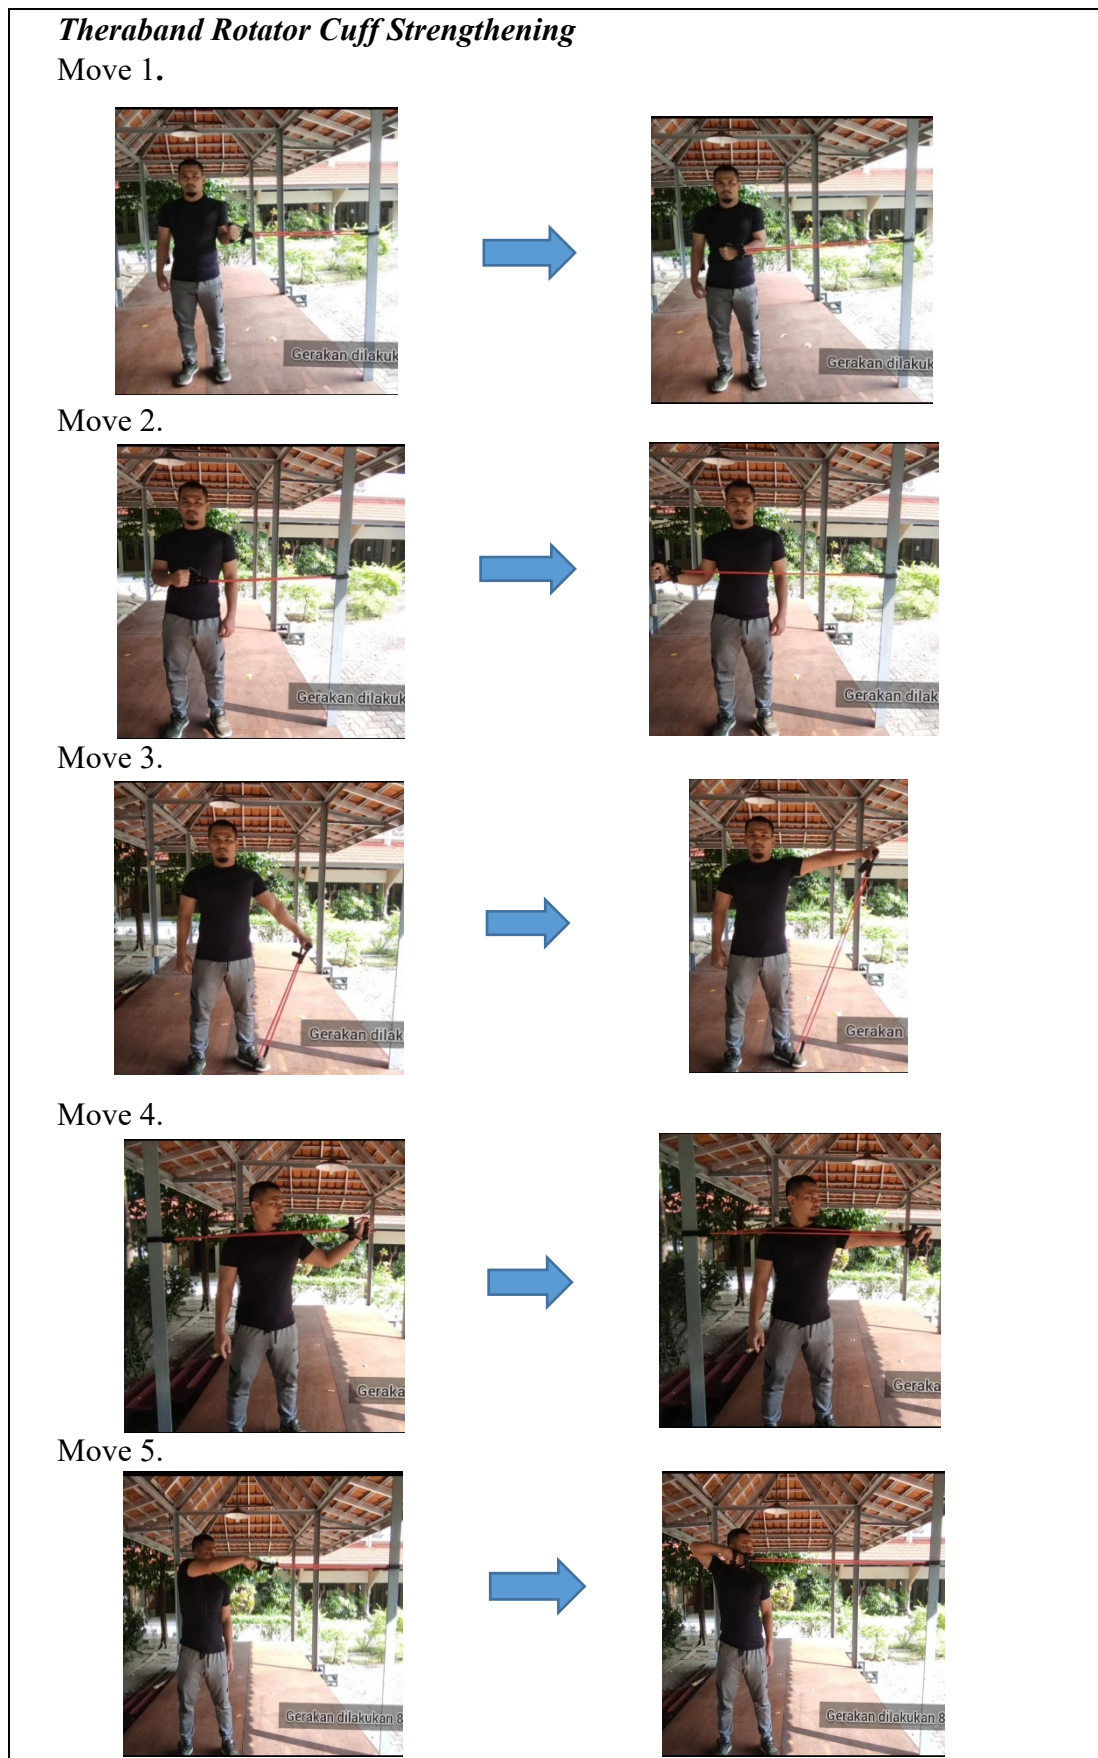 Theraband Rotator Cuff Strengthening
Move 1.
Gerakan dilakuk
Gerakan dilakuk
Move 2.
Gerakan dilakuk
Gerakan dilak
Move 3.
Gerakan dilak
Gerakan
Move 4.
Geraka
Geraka
Move 5.
Gerakan dilakukan 8
Gerakan dilakukan 8